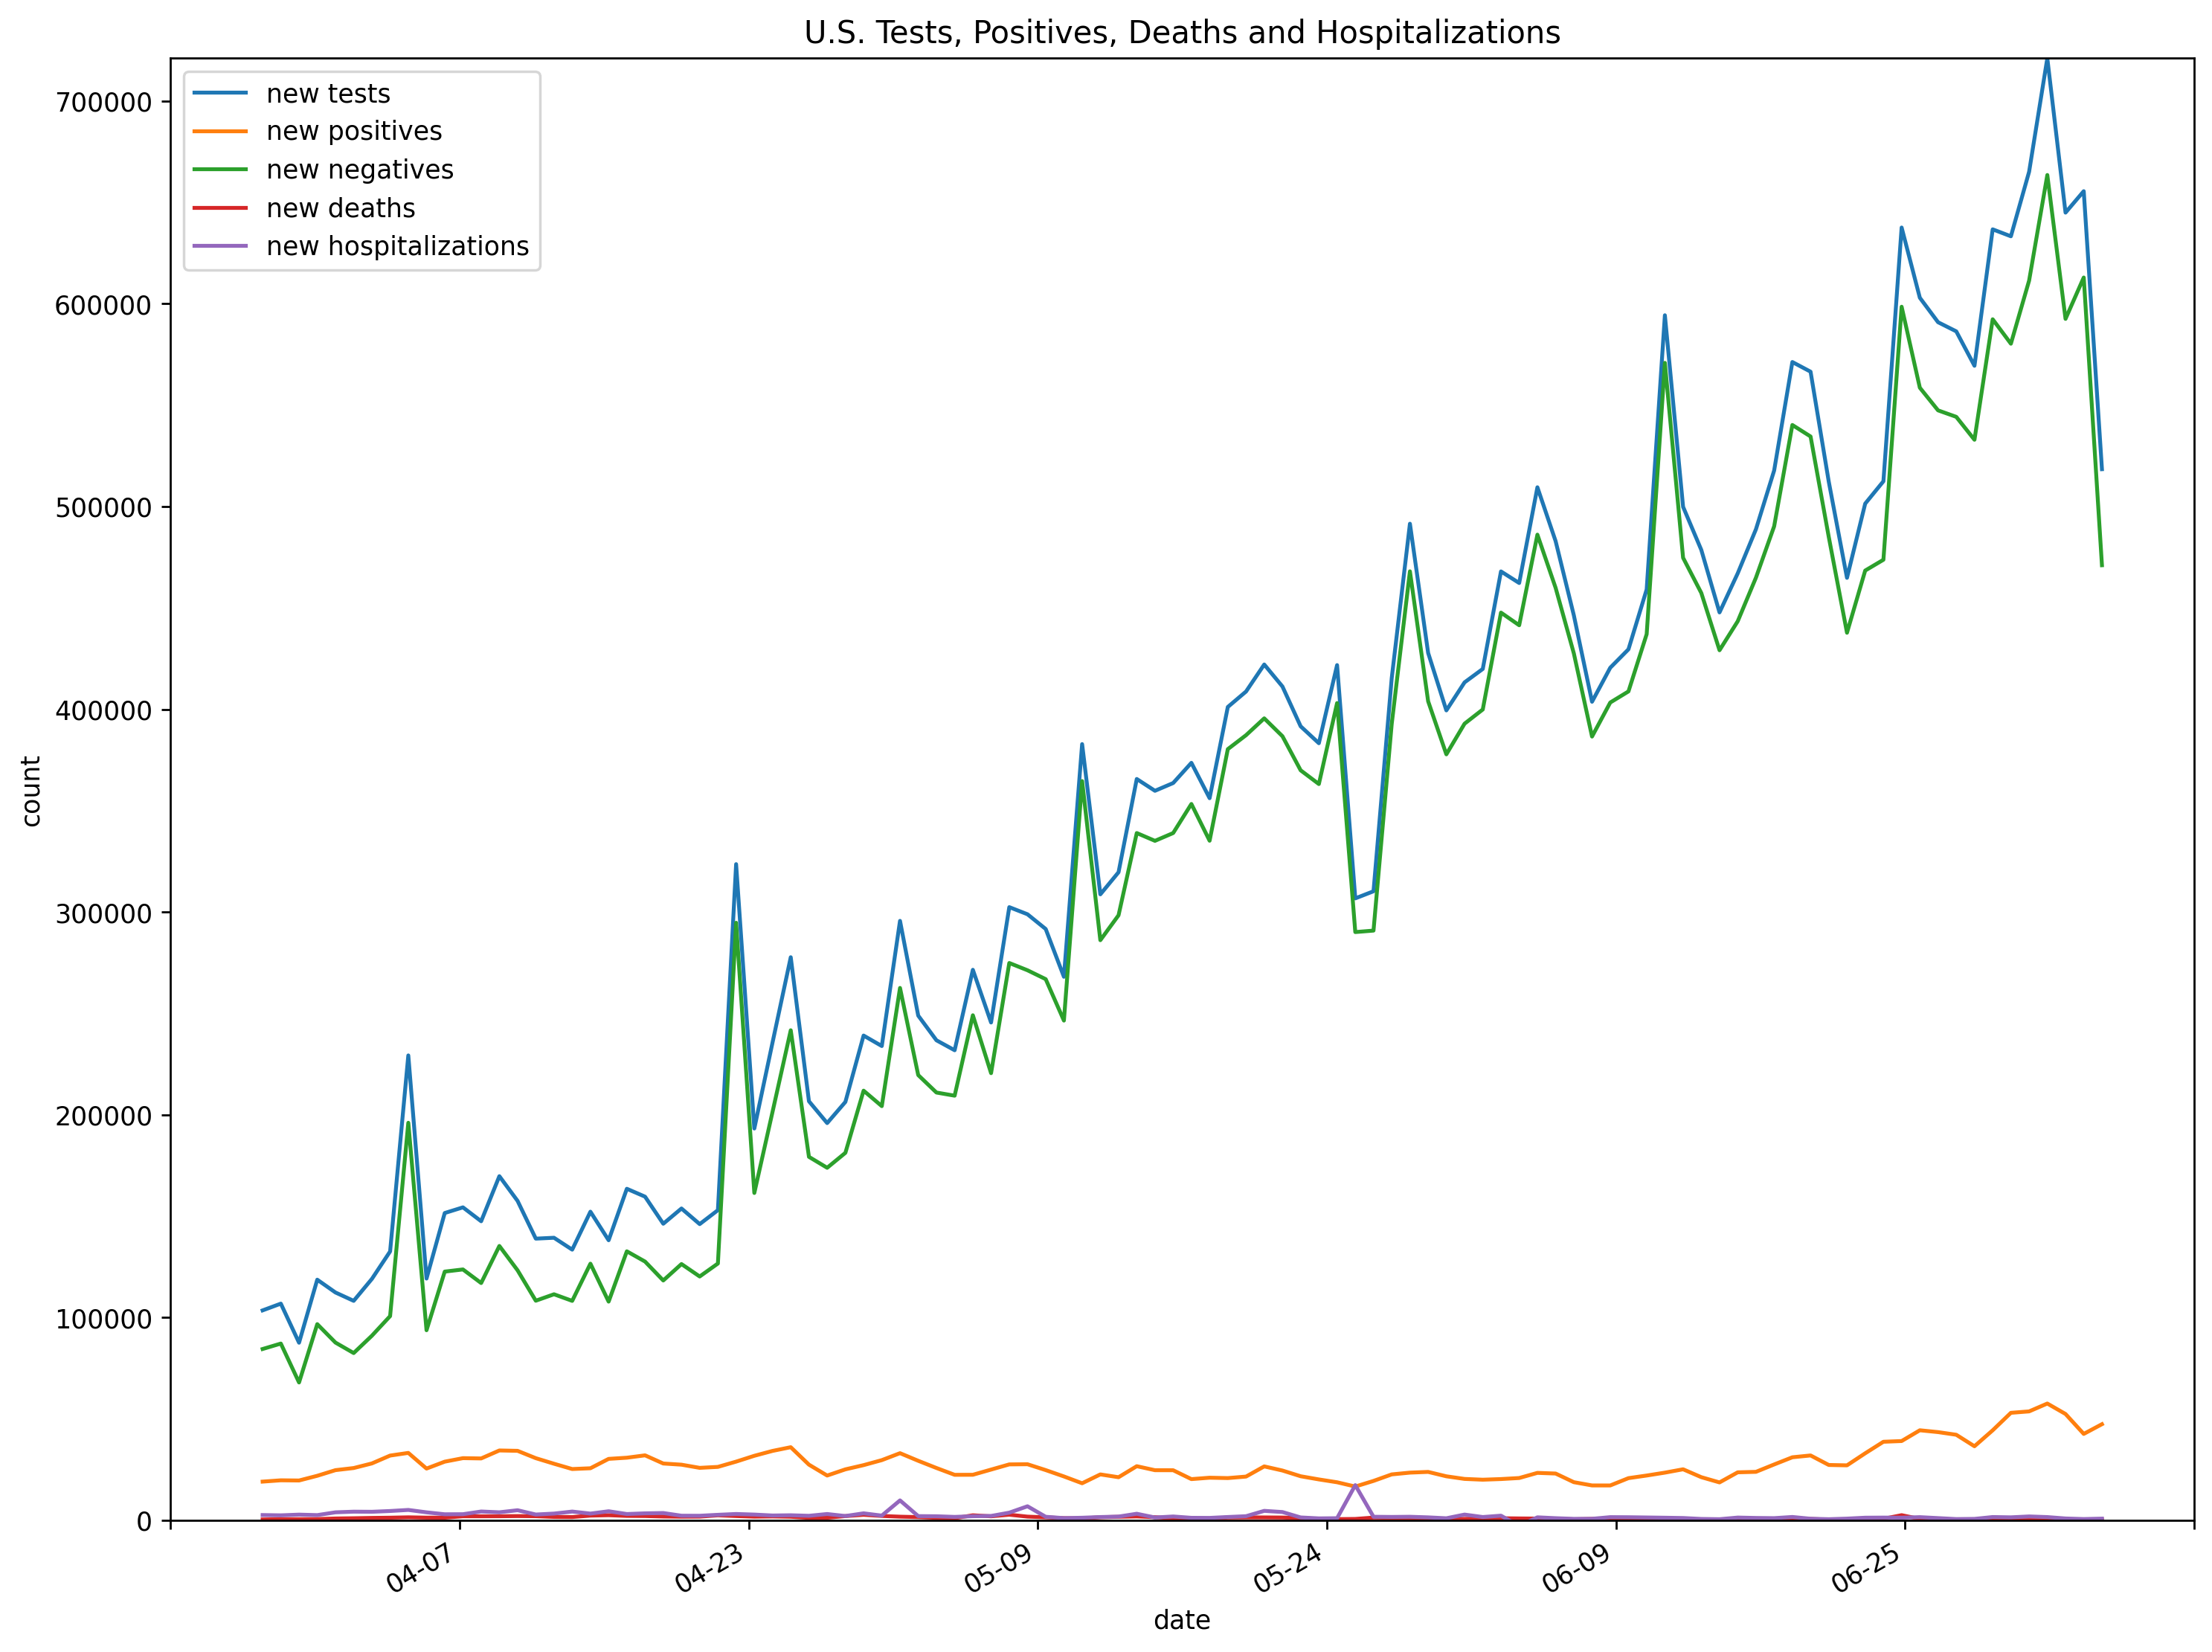 U.S. Tests, Positives, Deaths and Hospitalizations
new tests
new positives
new negatives
new deaths
new hospitalizations
700000
600000
500000
400000
300000
200000
100000
0
count
04-07
04-23
05-09
05-24
06-09
06-25
date